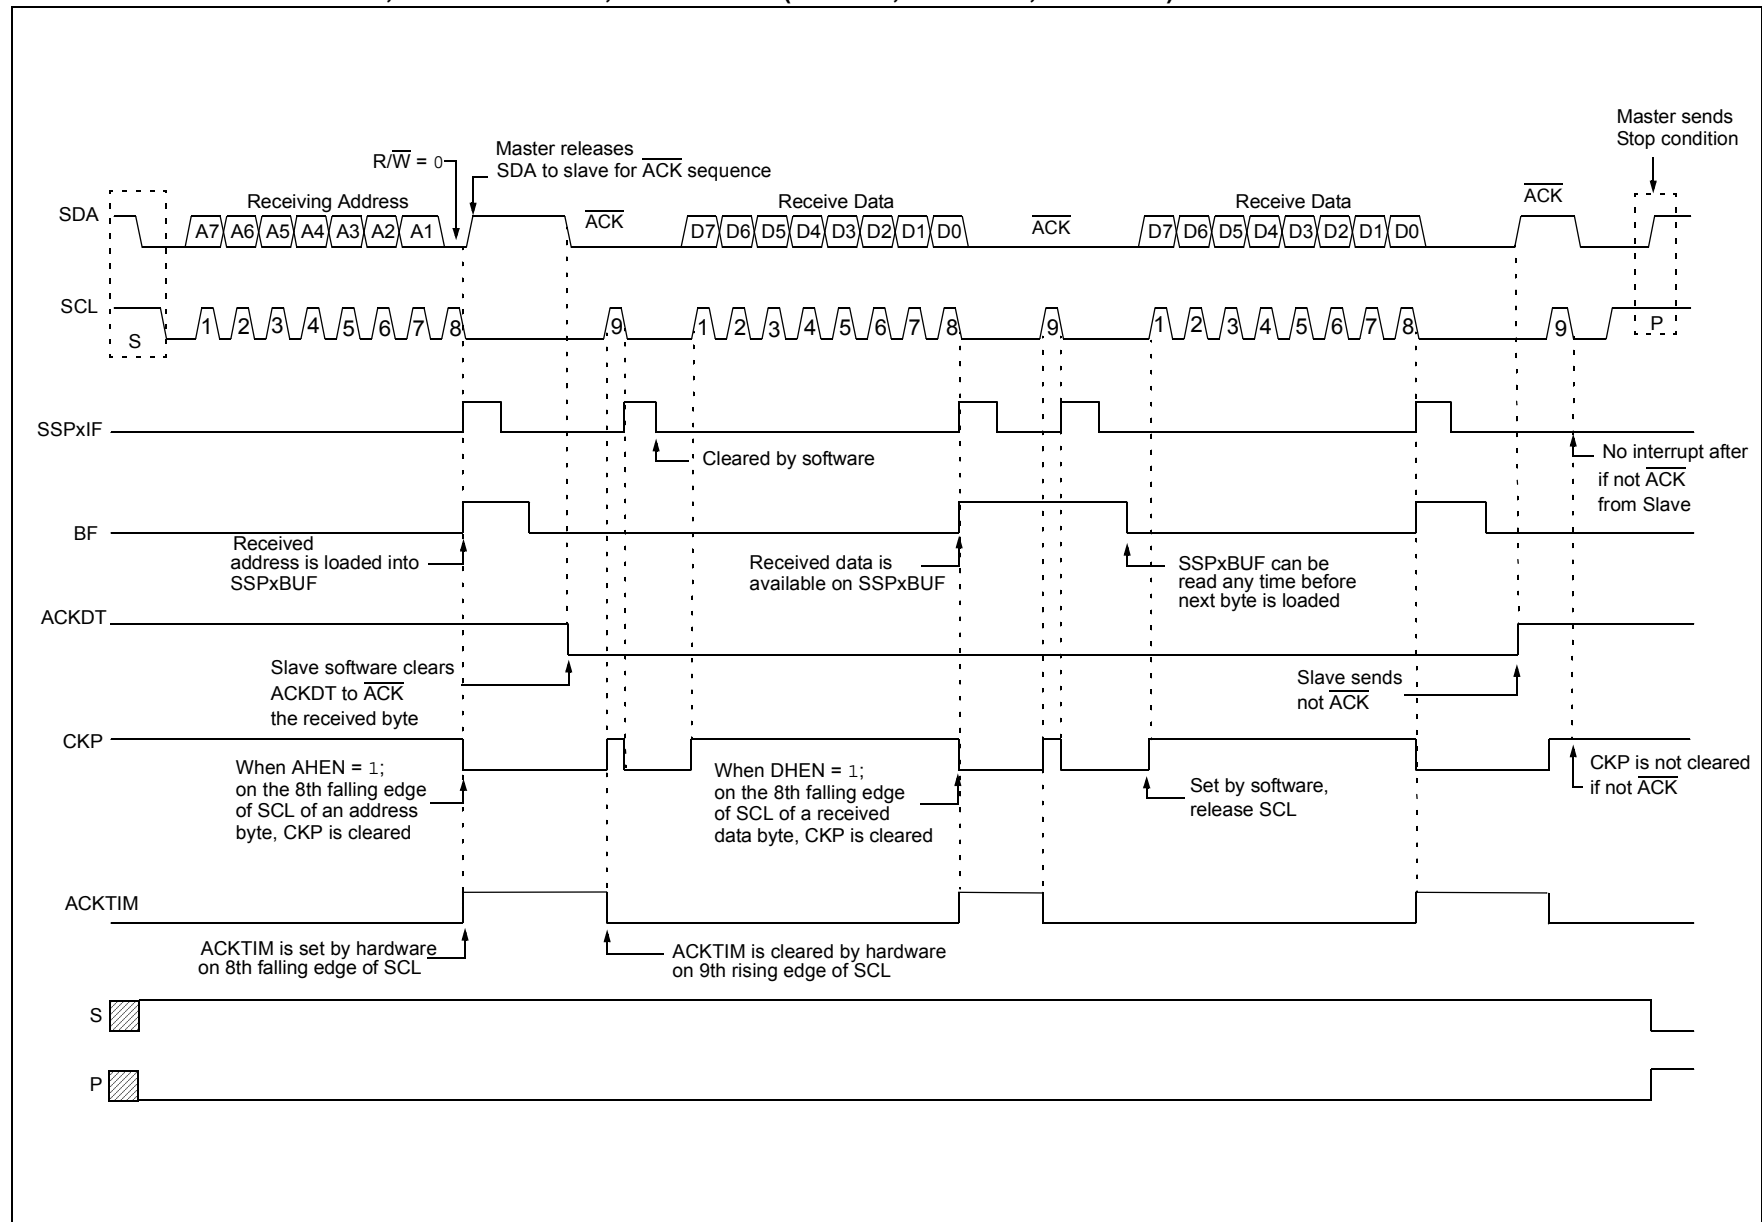 Master sends
Stop condition
Master releases
SDA to slave for ACK sequence
R/W = 0
Receiving Address
Receive Data
Receive Data
ACK
ACK
ACK
SDA
A7 A6 A5 A4 A3 A2 A1
D7 D6 D5 D4 D3 D2 D1 D0
D7 D6 D5 D4 D3 D2 D1 D0
SCL
S
1 2 3 4 5 6 7 8 9
1 2 3 4 5 6 7 8 9
1 2 3 4 5 6 7 8 9
P
SSPxIF
Cleared by software
No interrupt after
if not ACK
from Slave
BF
Received
address is loaded into
SSPxBUF
Received data is
available on SSPxBUF
SSPxBUF can be
read any time before
next byte is loaded
ACKDT
Slave software clears
ACKDT to ACK
the received byte
Slave sends
not ACK
CKP
When AHEN = 1;
on the 8th falling edge
of SCL of an address
byte, CKP is cleared
When DHEN = 1;
on the 8th falling edge
of SCL of a received
data byte, CKP is cleared
Set by software,
release SCL
CKP is not cleared
if not ACK
ACKTIM
ACKTIM is set by hardware
on 8th falling edge of SCL
ACKTIM is cleared by hardware
on 9th rising edge of SCL
S
P